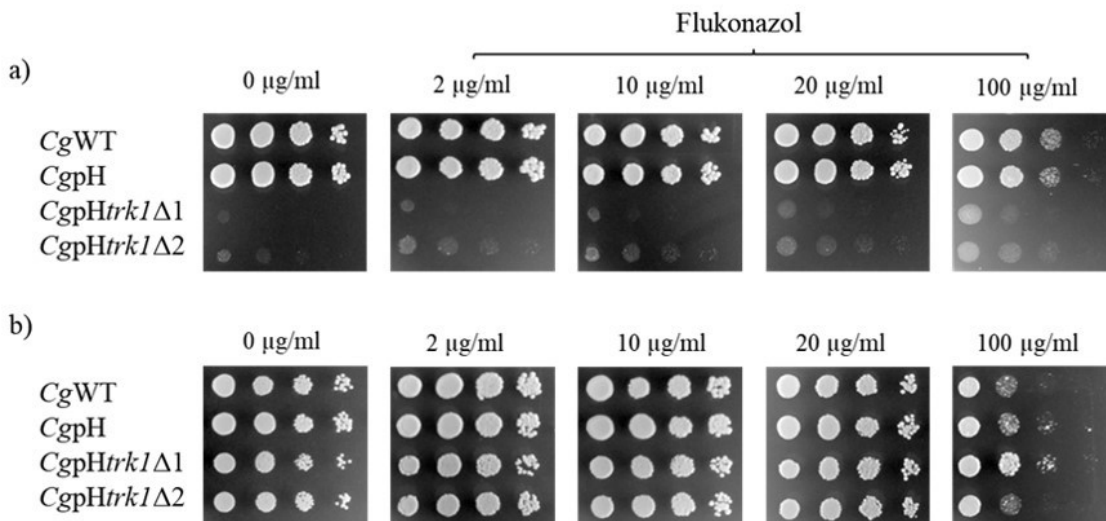 Flukonazol
a)
0 µg/ml 2 µg/ml 10 µg/ml 20 µg/ml 100 µg/ml
CgWT
CgpH
CgpHtrk1Δ1
CgpHtrk1Δ2
b)
0 µg/ml 2 µg/ml 10 µg/ml 20 µg/ml 100 µg/ml
CgWT
CgpH
CgpHtrk1Δ1
CgpHtrk1Δ2